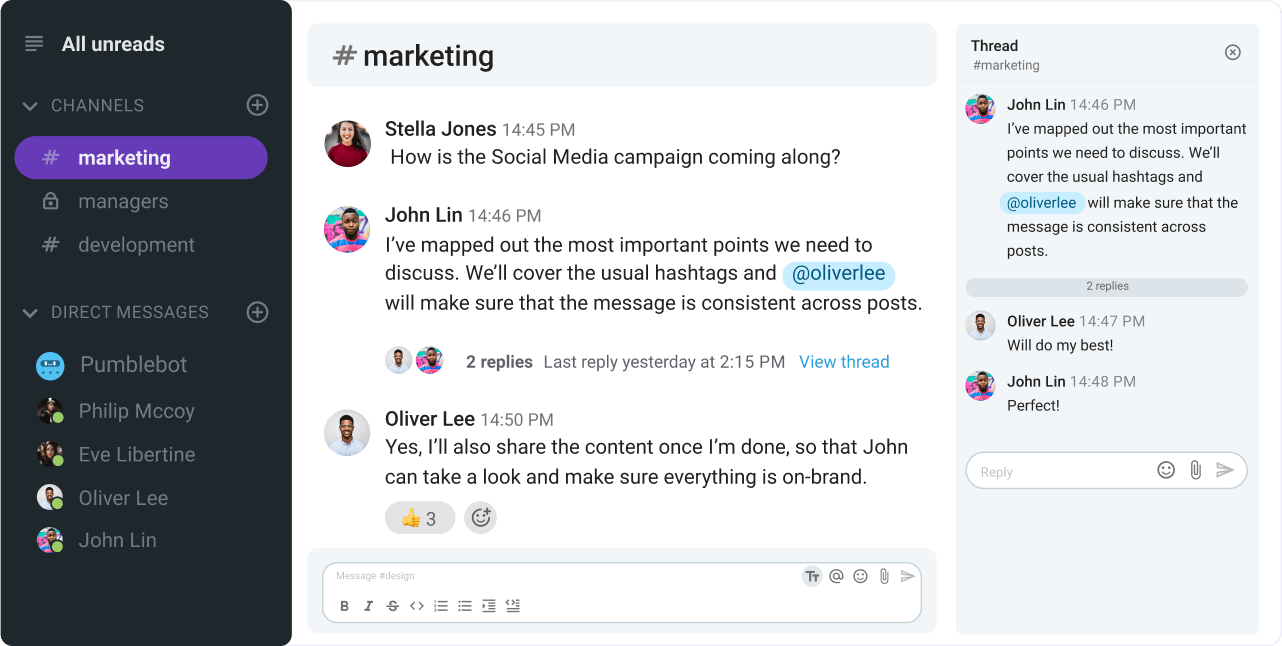 All unreads
CHANNELS
# marketing
managers
# development
DIRECT MESSAGES
Pumblebot
Philip Mccoy
Eve Libertine
Oliver Lee
John Lin
# marketing
Stella Jones 14:45 PM
How is the Social Media campaign coming along?
John Lin 14:46 PM
I’ve mapped out the most important points we need to
discuss. We’ll cover the usual hashtags and @oliverlee
will make sure that the message is consistent across posts.
2 replies Last reply yesterday at 2:15 PM View thread
Oliver Lee 14:50 PM
Yes, I’ll also share the content once I’m done, so that John
can take a look and make sure everything is on-brand.
👍 3
Message #design
Tт @
B I S <>
Thread
#marketing
John Lin 14:46 PM
I’ve mapped out the most important
points we need to discuss. We’ll
cover the usual hashtags and
@oliverlee will make sure that the
message is consistent across
posts.
2 replies
Oliver Lee 14:47 PM
Will do my best!
John Lin 14:48 PM
Perfect!
Reply